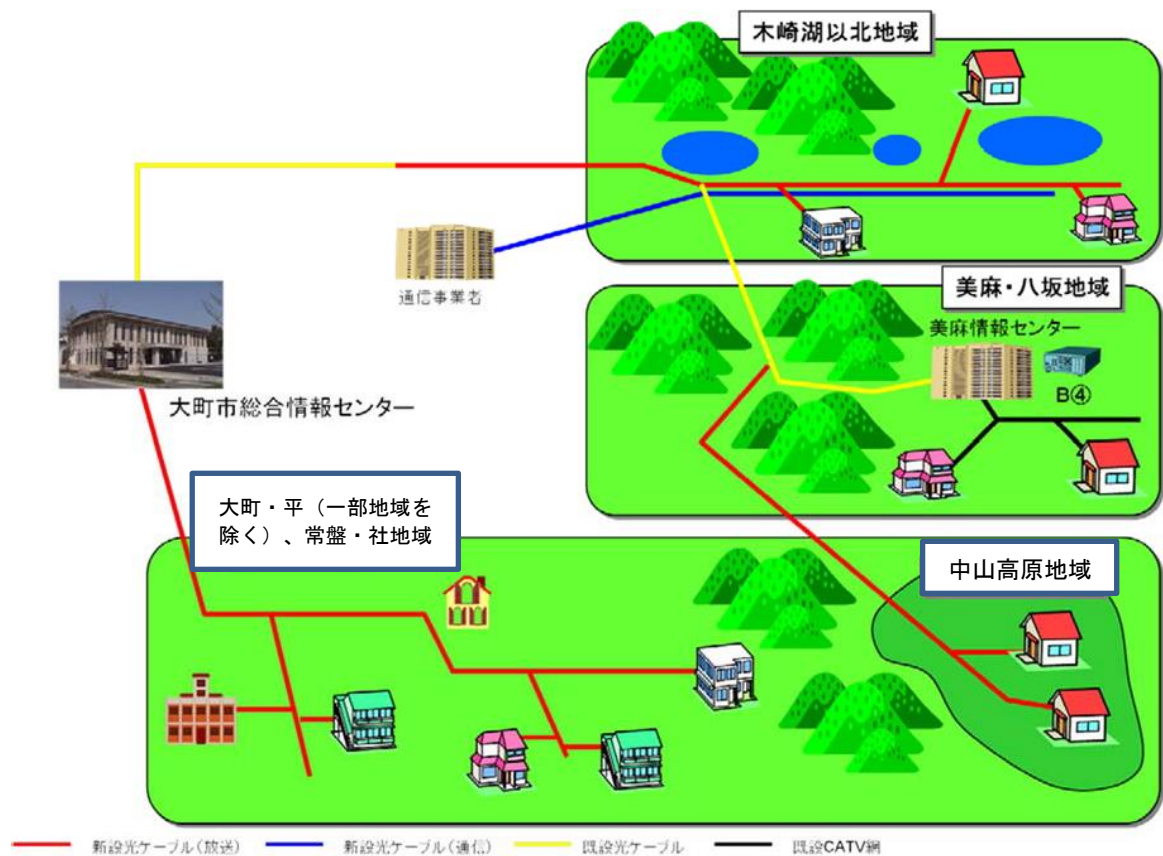 木崎湖以北地域
通信事業者
美麻・八坂地域
美麻情報センター
B④
大町市総合情報センター
大町・平（一部地域を
除く）、常盤・社地域
中山高原地域
新設光ケーブル(放送)
新設光ケーブル(通信)
既設光ケーブル
既設CATV網